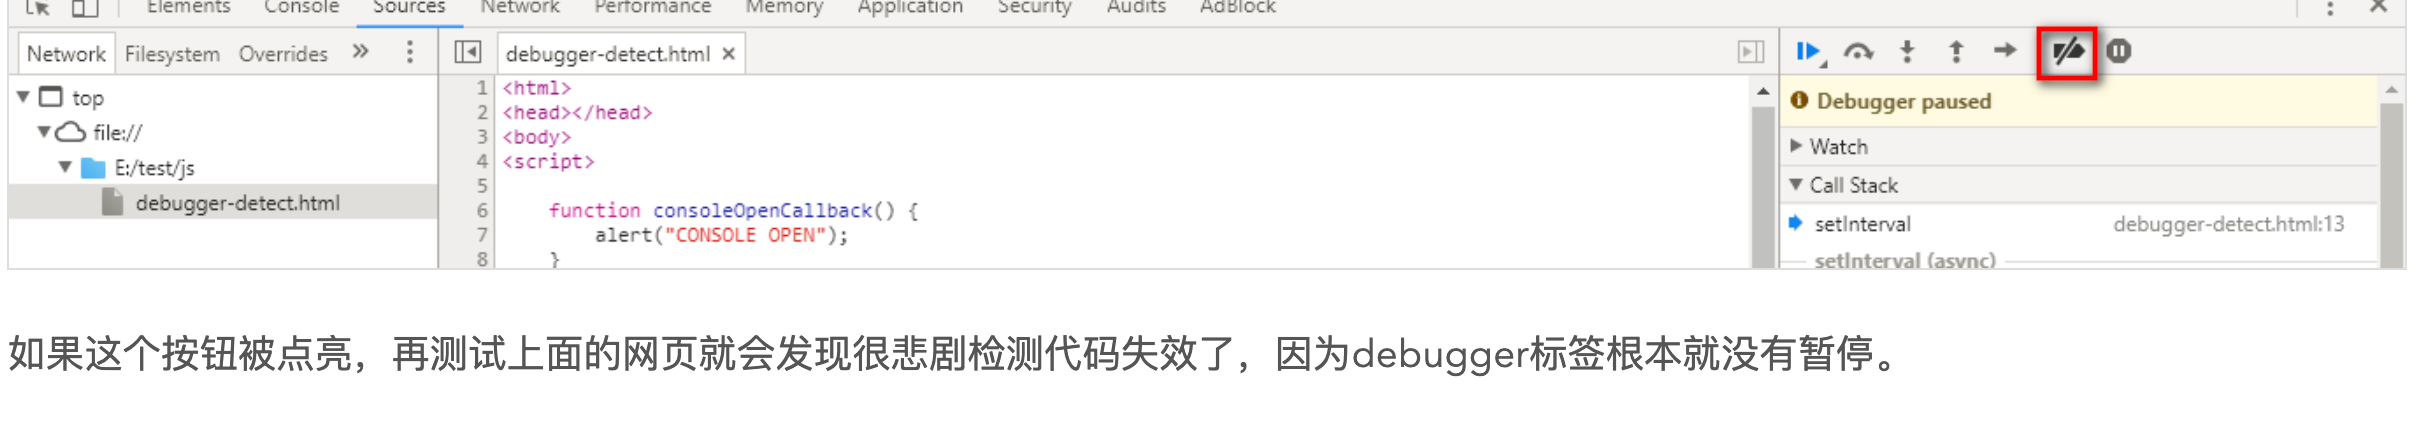 Elements Console Sources Network Performance Memory Application Security Audits AdBlock
Network Filesystem Overrides » debugger-detect.html ×
top
file://
E:/test/js
debugger-detect.html
1 <html>
2 <head></head>
3 <body>
4 <script>
5
6 function consoleOpenCallback() {
7 alert("CONSOLE OPEN");
8 }
Debugger paused
Watch
Call Stack
setInterval debugger-detect.html:13
setInterval (async)
如果这个按钮被点亮，再测试上面的网页就会发现很悲剧检测代码失效了，因为debugger标签根本就没有暂停。